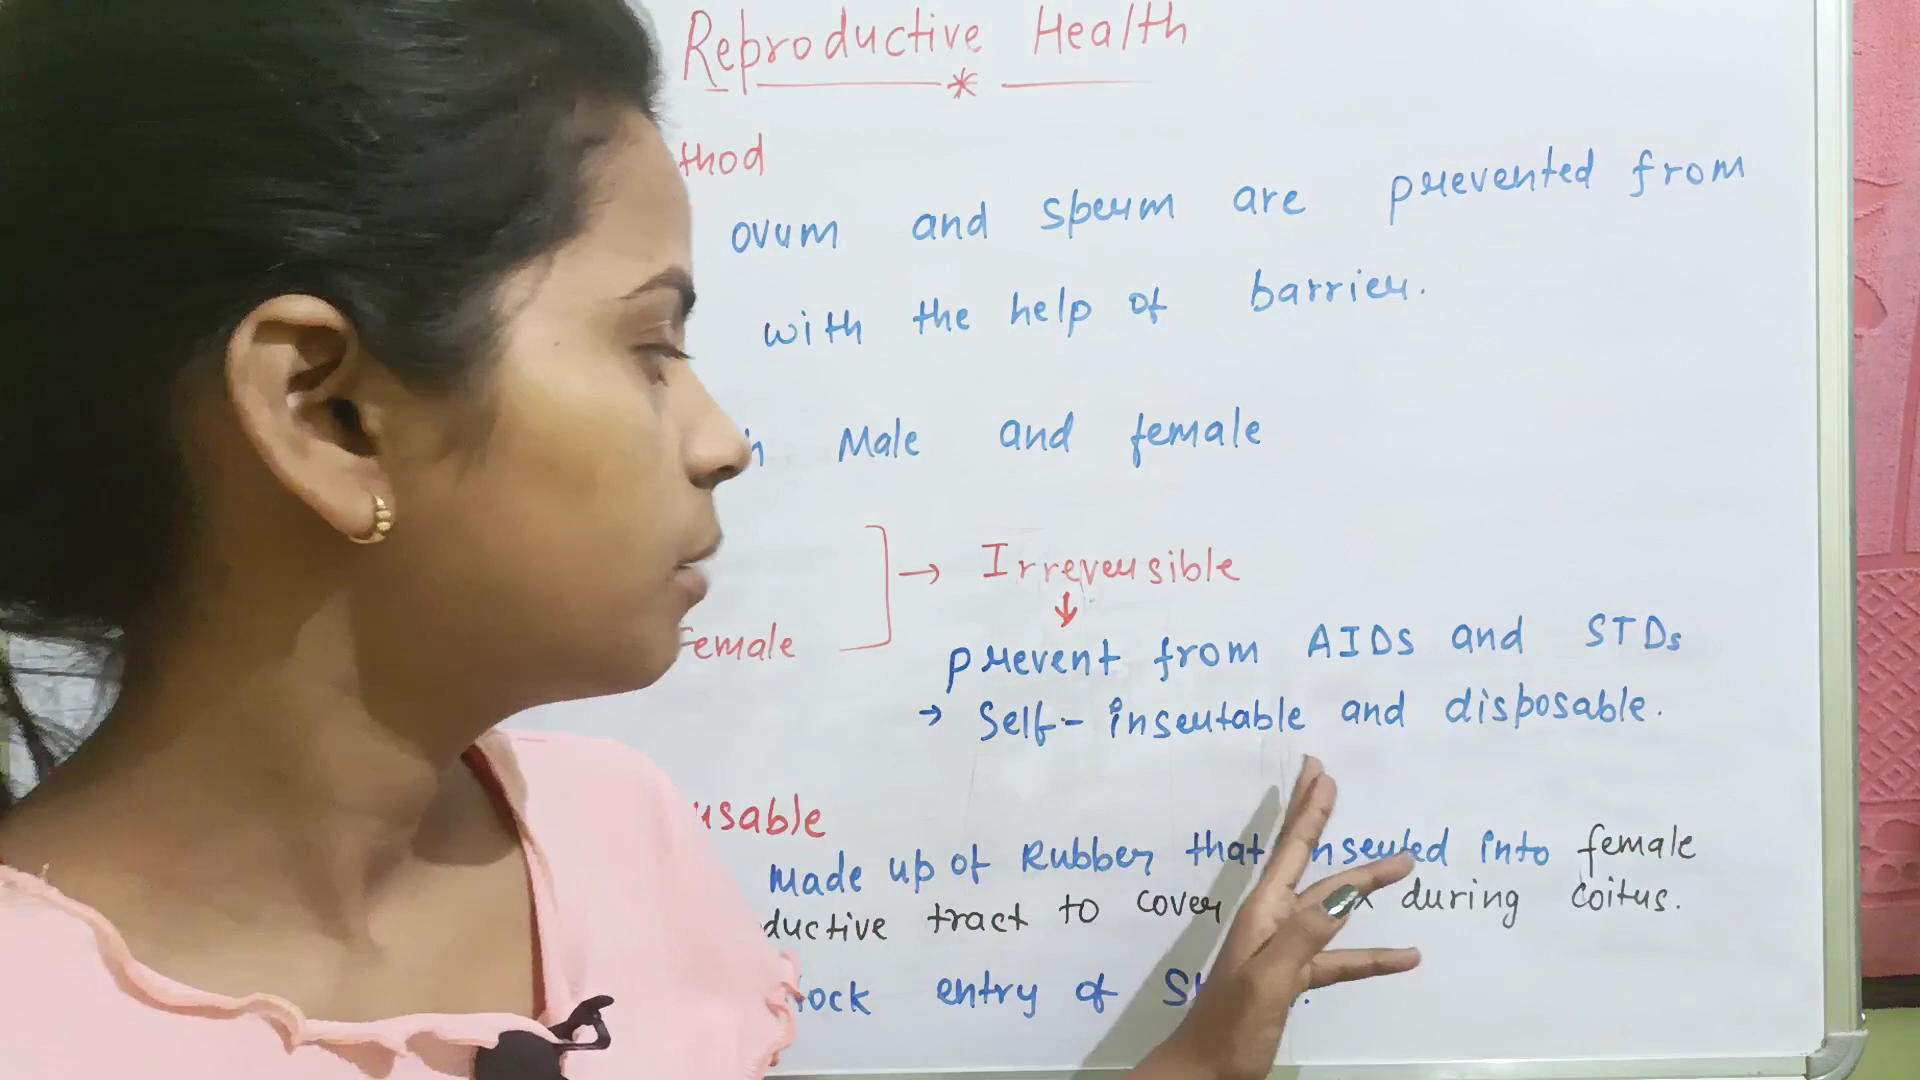 Reproductive Health
thod
ovum and sperm are prevented from
with the help of barrier.
Male and female
→ Irreversible
Female
prevent from AIDs and STDs
→ Self-insertable and disposable.
usable
made up of Rubber that inserted into female
ductive tract to cover during coitus.
entry of